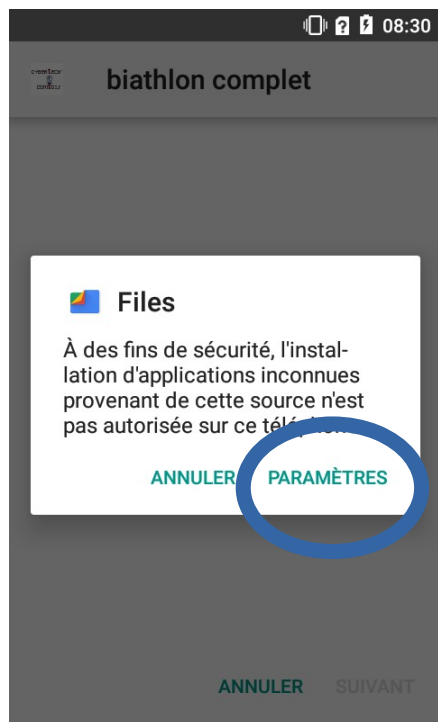 08:30
biathlon complet
Files
À des fins de sécurité, l'instal-
lation d'applications inconnues
provenant de cette source n'est
pas autorisée sur ce
ANNULER PARAMÈTRES
ANNULER SUIVANT